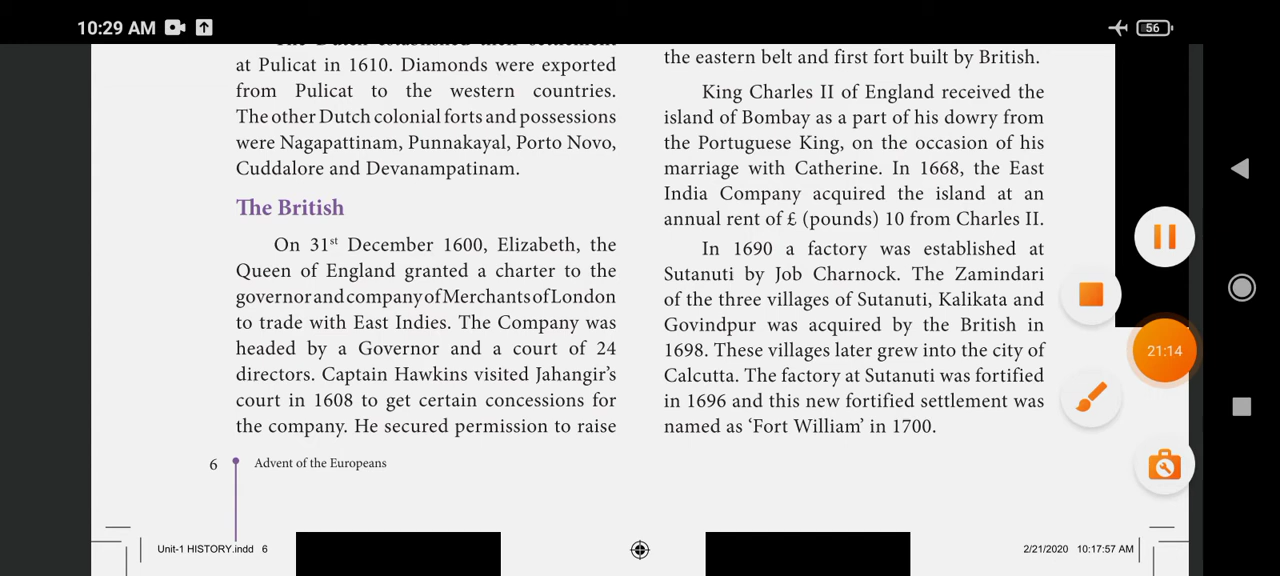 10:29 AM
56
The Dutch established their settlement
at Pulicat in 1610. Diamonds were exported
from Pulicat to the western countries.
The other Dutch colonial forts and possessions
were Nagapattinam, Punnakayal, Porto Novo,
Cuddalore and Devanampatinam.
The British
On 31st December 1600, Elizabeth, the
Queen of England granted a charter to the
governor and company of Merchants of London
to trade with East Indies. The Company was
headed by a Governor and a court of 24
directors. Captain Hawkins visited Jahangir's
court in 1608 to get certain concessions for
the company. He secured permission to raise
the eastern belt and first fort built by British.
King Charles II of England received the
island of Bombay as a part of his dowry from
the Portuguese King, on the occasion of his
marriage with Catherine. In 1668, the East
India Company acquired the island at an
annual rent of £ (pounds) 10 from Charles II.
In 1690 a factory was established at
Sutanuti by Job Charnock. The Zamindari
of the three villages of Sutanuti, Kalikata and
Govindpur was acquired by the British in
1698. These villages later grew into the city of
Calcutta. The factory at Sutanuti was fortified
in 1696 and this new fortified settlement was
named as ‘Fort William’ in 1700.
21:14
6 Advent of the Europeans
Unit-1 HISTORY.indd 6
2/21/2020 10:17:57 AM